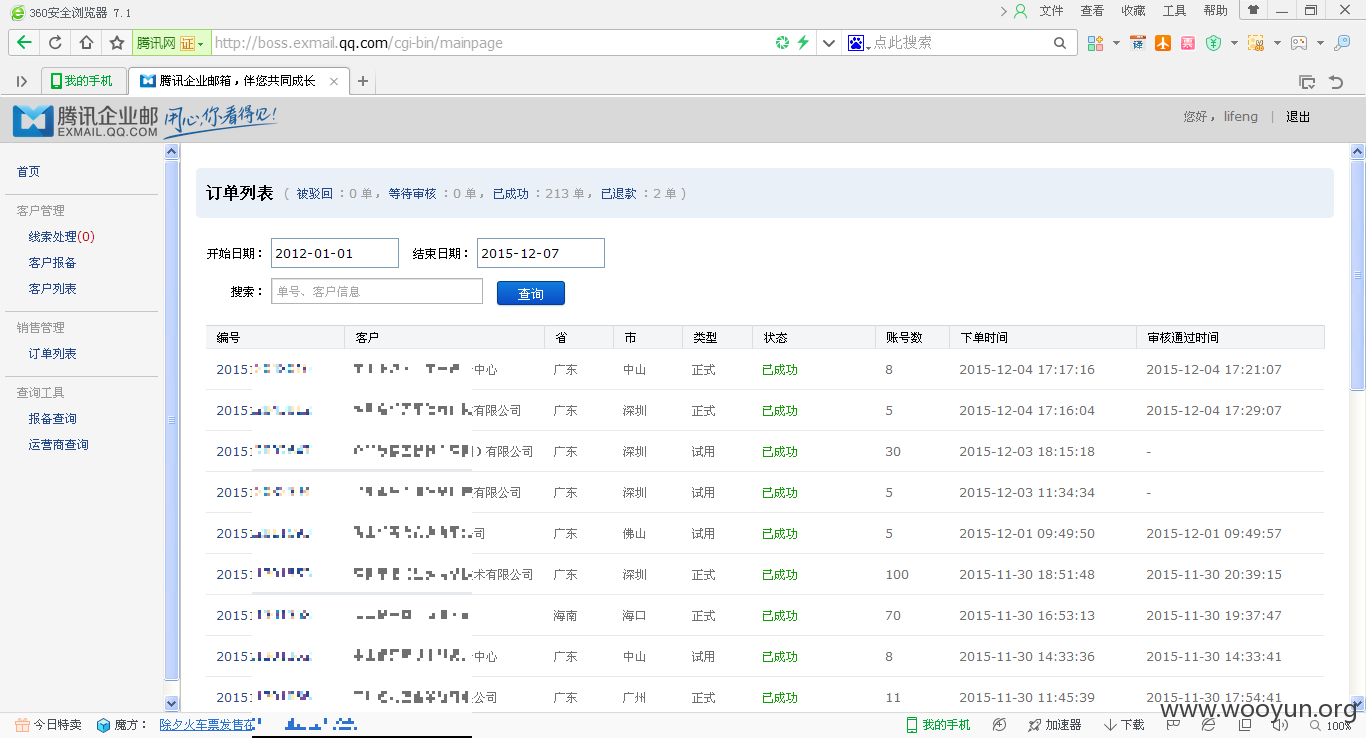 360安全浏览器 7.1 文件 查看 收藏 工具 帮助
腾讯网 证 http://boss.exmail.qq.com/cgi-bin/mainpage 点此搜索
我的手机 腾讯企业邮箱，伴您共同成长
腾讯企业邮 用心,你看得见!
EXMAIL.QQ.COM
您好， lifeng | 退出
首页
客户管理
线索处理(0)
客户报备
客户列表
销售管理
订单列表
查询工具
报备查询
运营商查询
订单列表 ( 被驳回 ：0 单， 等待审核 ：0 单， 已成功 ：213 单， 已退款 ：2 单 )
开始日期： 2012-01-01 结束日期： 2015-12-07
搜索： 单号、客户信息 查询
编号 客户 省 市 类型 状态 账号数 下单时间 审核通过时间
2015 中心 广东 中山 正式 已成功 8 2015-12-04 17:17:16 2015-12-04 17:21:07
2015 有限公司 广东 深圳 正式 已成功 5 2015-12-04 17:16:04 2015-12-04 17:29:07
2015 ）有限公司 广东 深圳 试用 已成功 30 2015-12-03 18:15:18 -
2015 有限公司 广东 深圳 试用 已成功 5 2015-12-03 11:34:34 -
2015 司 广东 佛山 试用 已成功 5 2015-12-01 09:49:50 2015-12-01 09:49:57
2015 术有限公司 广东 深圳 正式 已成功 100 2015-11-30 18:51:48 2015-11-30 20:39:15
2015 海南 海口 正式 已成功 70 2015-11-30 16:53:13 2015-11-30 19:37:47
2015 中心 广东 中山 试用 已成功 8 2015-11-30 14:33:36 2015-11-30 14:33:41
2015 公司 广东 广州 正式 已成功 11 2015-11-30 11:45:39 2015-11-30 17:54:41
www.wooyun.org
今日特卖 魔方： 除夕火车票发售在 我的手机 加速器 下载 100%